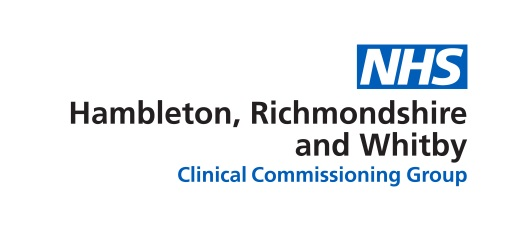 NHS
Hambleton, Richmondshire
and Whitby
Clinical Commissioning Group